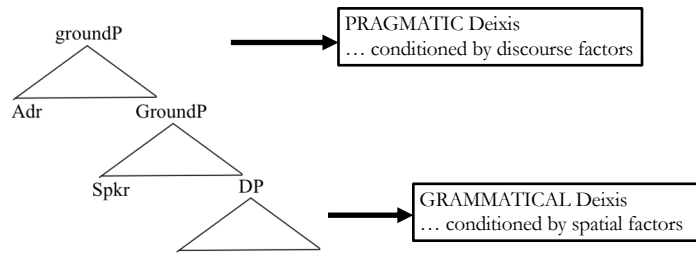 groundP
PRAGMATIC Deixis
… conditioned by discourse factors
Adr
GroundP
Spkr
DP
GRAMMATICAL Deixis
… conditioned by spatial factors